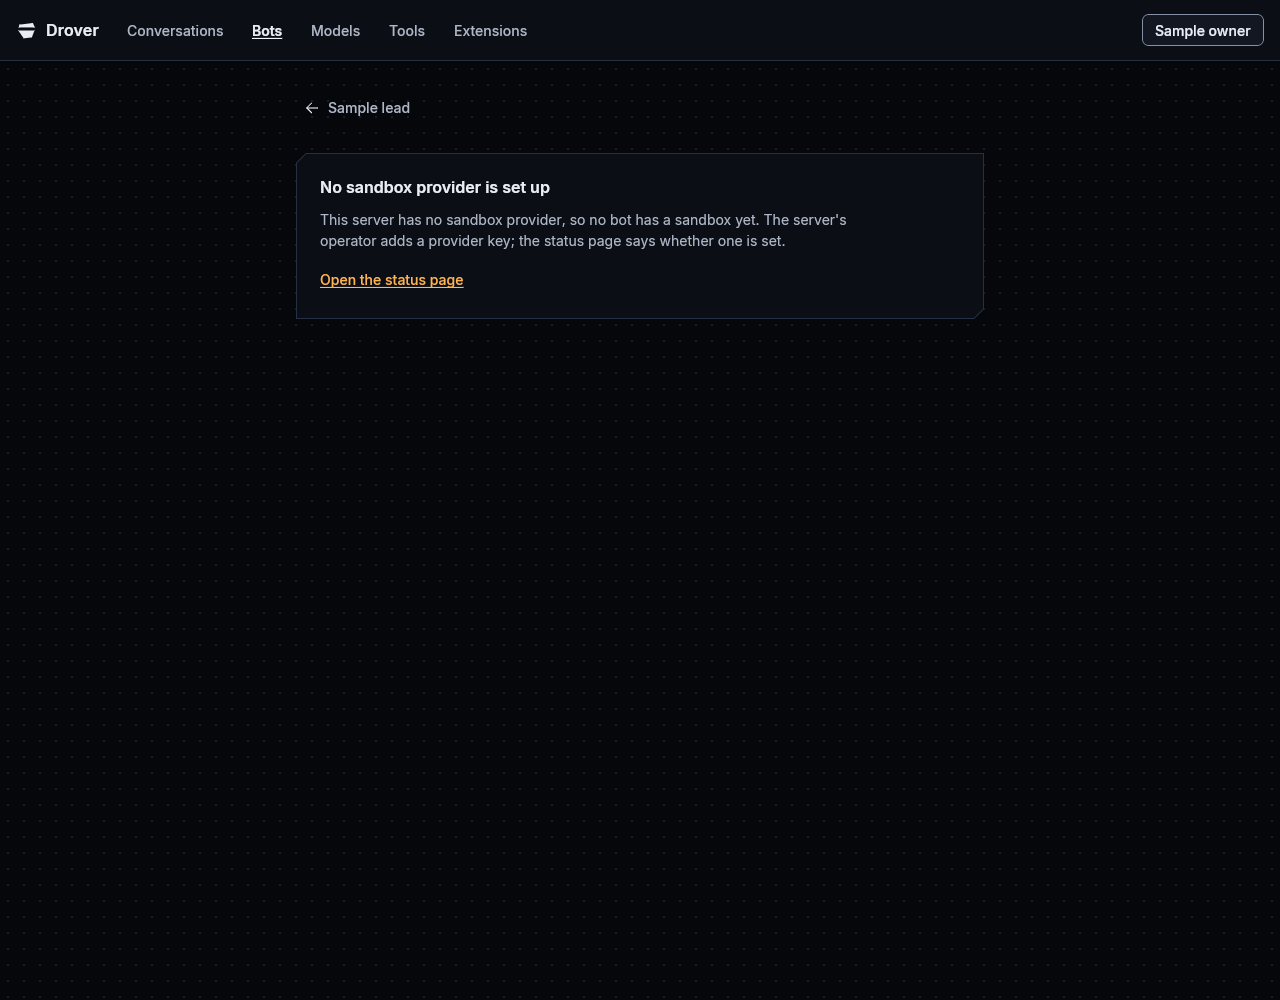 Drover
Conversations
Bots
Models
Tools
Extensions
Sample owner
Sample lead
No sandbox provider is set up
This server has no sandbox provider, so no bot has a sandbox yet. The server's
operator adds a provider key; the status page says whether one is set.
Open the status page